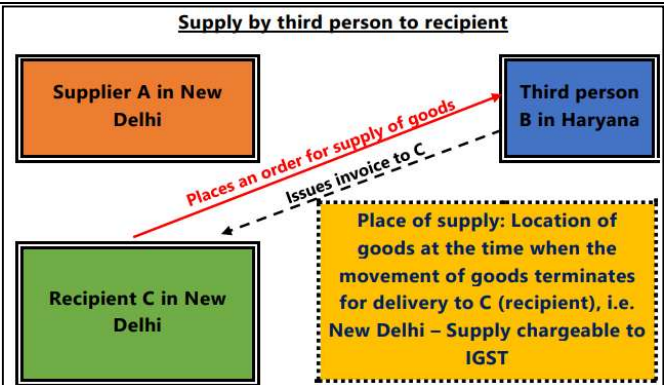 Supply by third person to recipient
Supplier A in New
Delhi
Third person
B in Haryana
Places an order for supply of goods
Issues invoice to C
Recipient C in New
Delhi
Place of supply: Location of
goods at the time when the
movement of goods terminates
for delivery to C (recipient), i.e.
New Delhi – Supply chargeable to
IGST